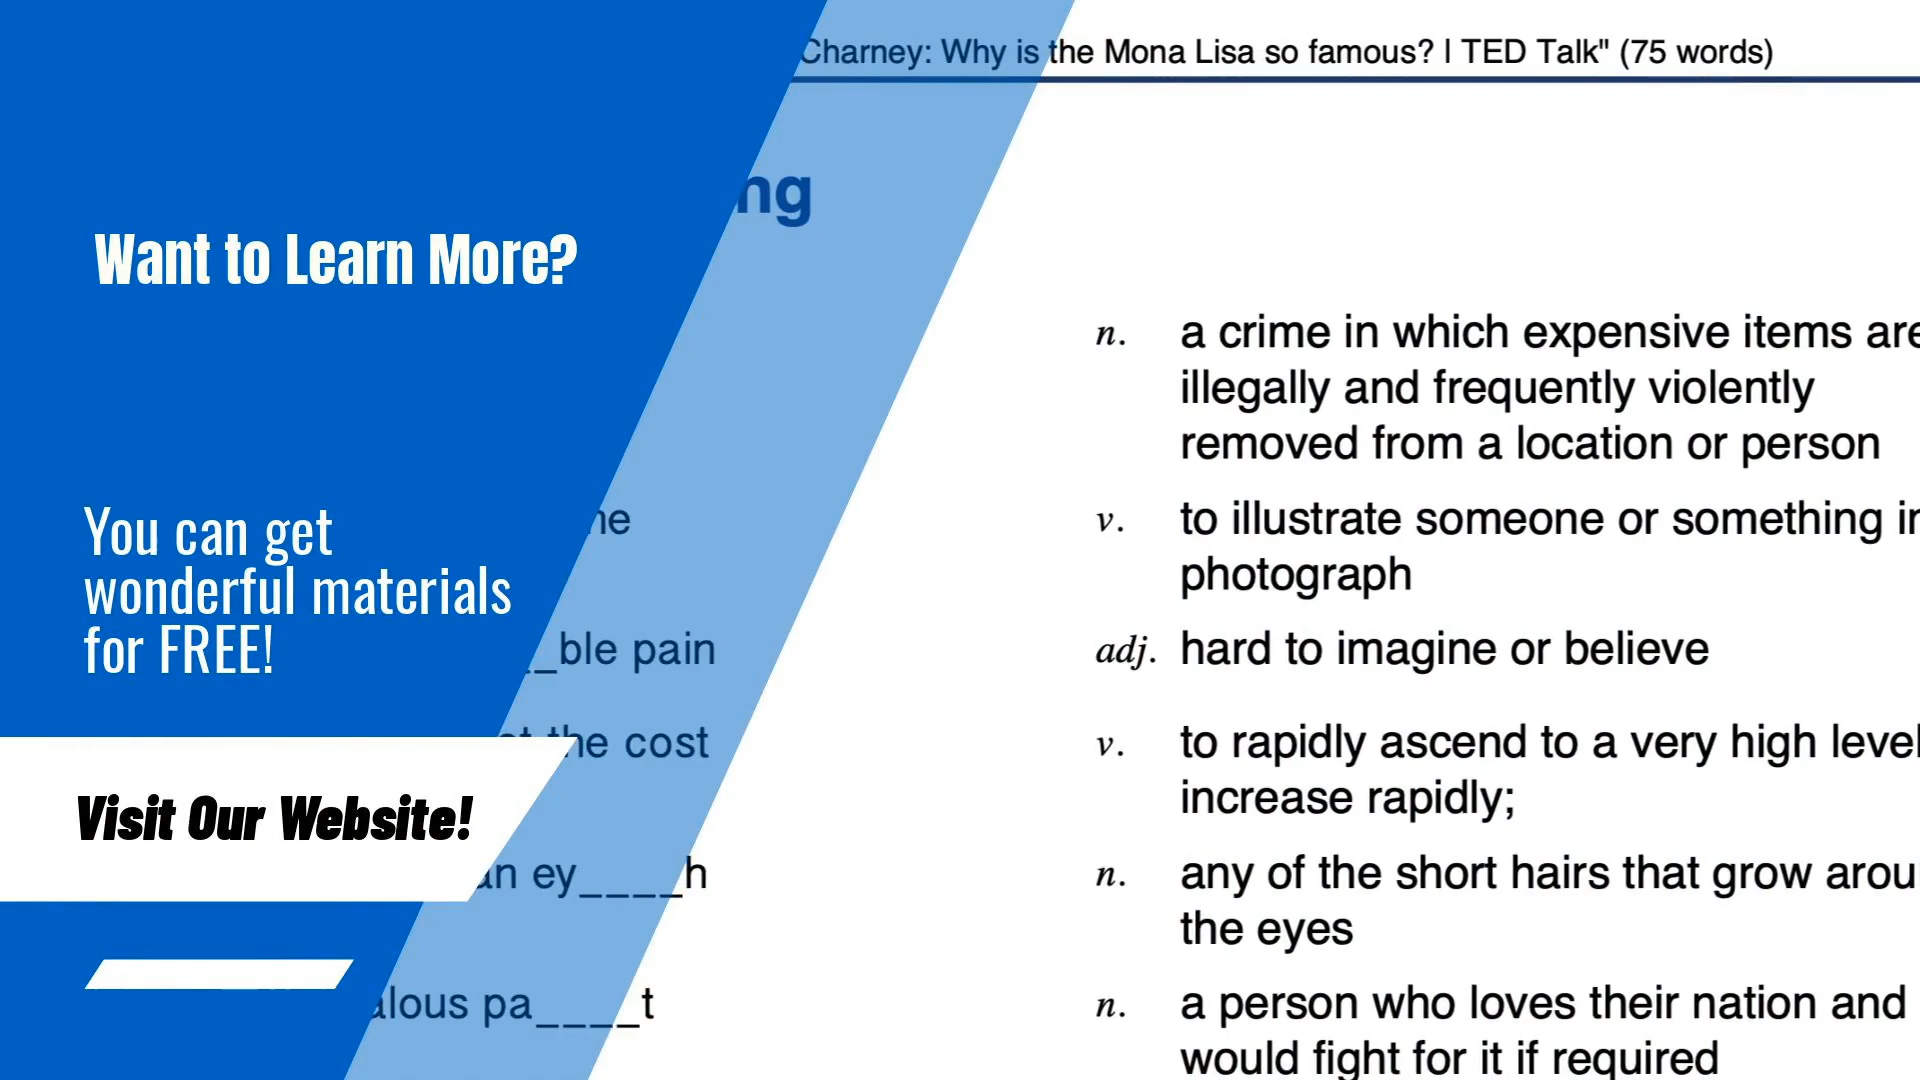 Charney: Why is the Mona Lisa so famous? | TED Talk" (75 words)
ng
Want to Learn More?
n. a crime in which expensive items are
illegally and frequently violently
removed from a location or person
You can get
wonderful materials
for FREE!
v. to illustrate someone or something in
photograph
_ble pain
adj. hard to imagine or believe
the cost
v. to rapidly ascend to a very high level
increase rapidly;
Visit Our Website!
an ey____h
n. any of the short hairs that grow arou
the eyes
alous pa____t
n. a person who loves their nation and
would fight for it if required